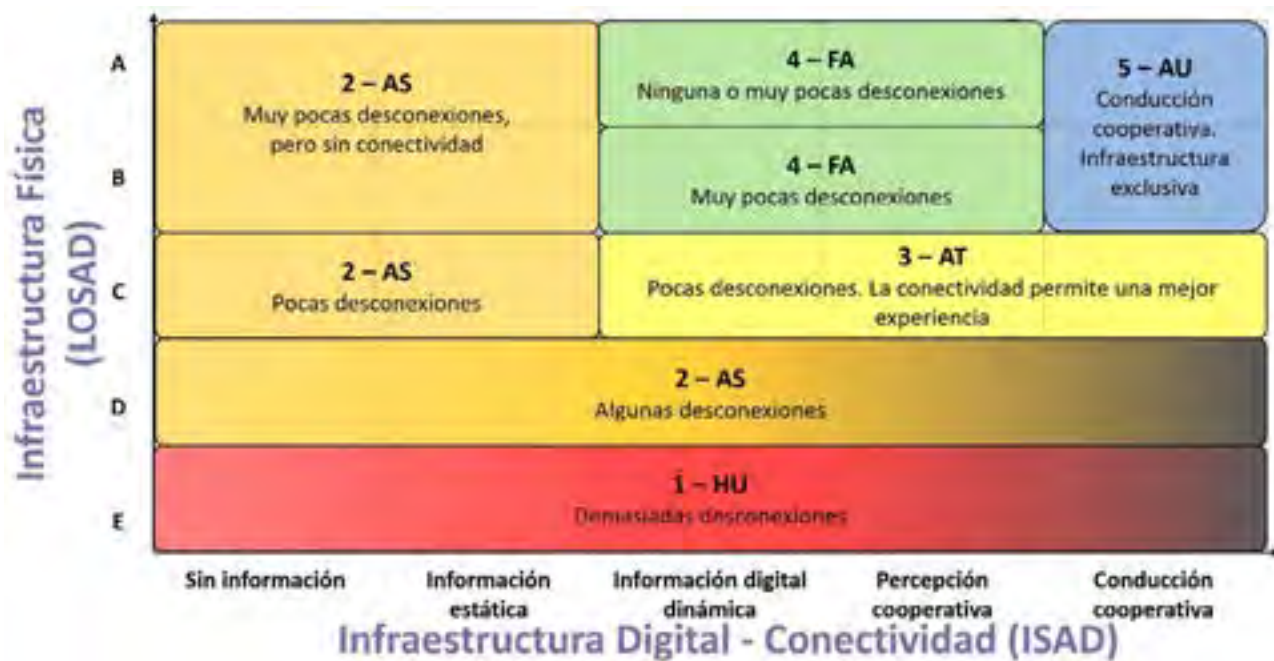 Infraestructura Física
(LOSAD)
A
B
C
D
E
2 – AS
Muy pocas desconexiones,
pero sin conectividad
4 – FA
Ninguna o muy pocas desconexiones
5 – AU
Conducción
cooperativa.
Infraestructura
exclusiva
4 – FA
Muy pocas desconexiones
2 – AS
Pocas desconexiones
3 – AT
Pocas desconexiones. La conectividad permite una mejor
experiencia
2 – AS
Algunas desconexiones
1 – HU
Demasiadas desconexiones
Sin información
Información
estática
Información digital
dinámica
Percepción
cooperativa
Conducción
cooperativa
Infraestructura Digital - Conectividad (ISAD)